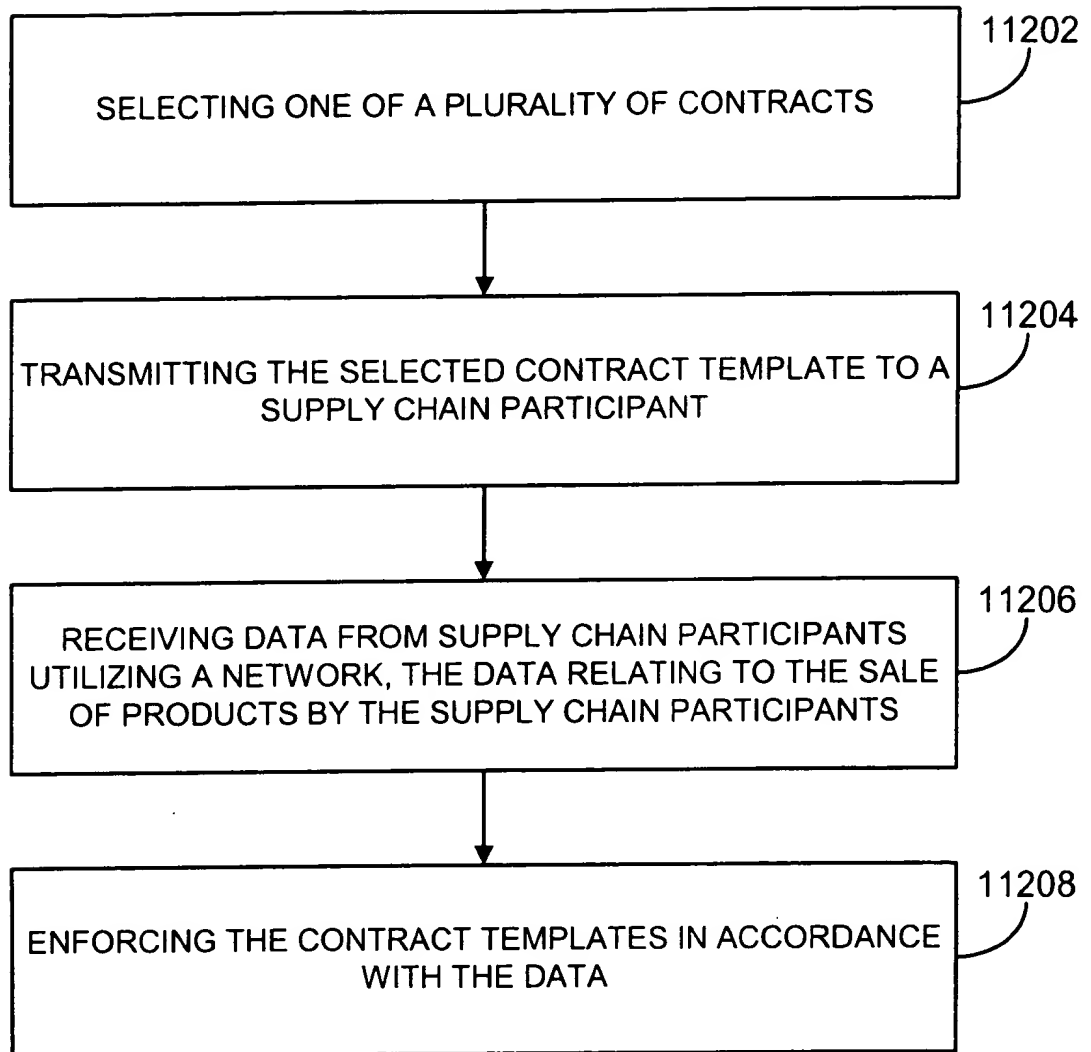 11202
SELECTING ONE OF A PLURALITY OF CONTRACTS
11204
TRANSMITTING THE SELECTED CONTRACT TEMPLATE TO A
SUPPLY CHAIN PARTICIPANT
11206
RECEIVING DATA FROM SUPPLY CHAIN PARTICIPANTS
UTILIZING A NETWORK, THE DATA RELATING TO THE SALE
OF PRODUCTS BY THE SUPPLY CHAIN PARTICIPANTS
11208
ENFORCING THE CONTRACT TEMPLATES IN ACCORDANCE
WITH THE DATA